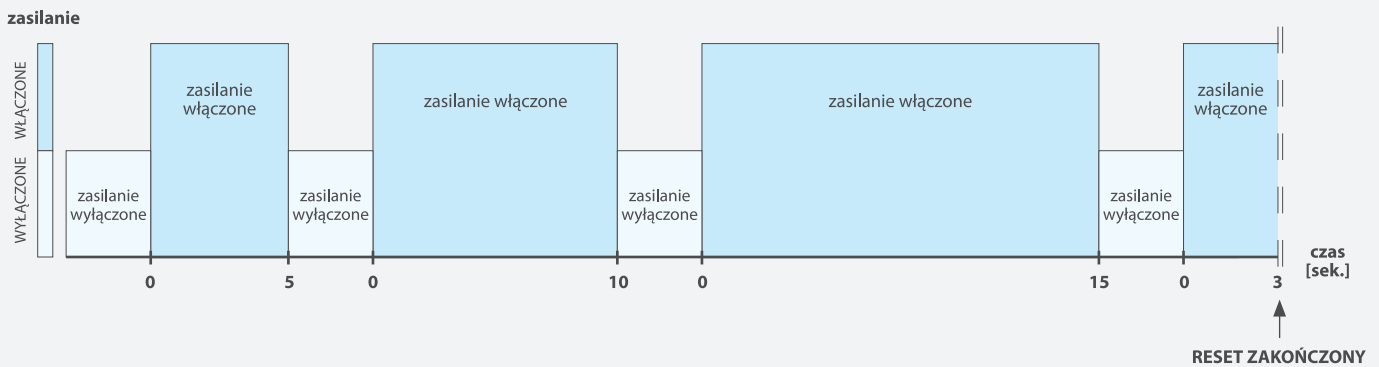 zasilanie
WŁĄCZONE
WYŁĄCZONE
zasilanie
wyłączone
zasilanie
włączone
zasilanie
wyłączone
zasilanie włączone
zasilanie
wyłączone
zasilanie włączone
zasilanie
wyłączone
zasilanie
włączone
0 5 0 10 0 15 0 3
czas
[sek.]
RESET ZAKOŃCZONY